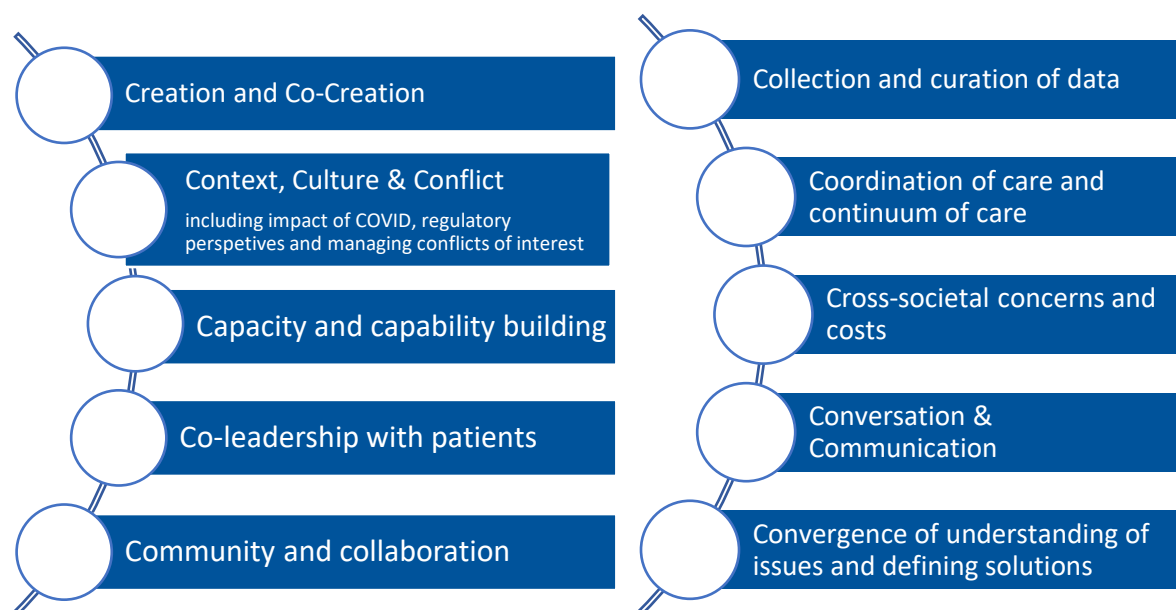 Creation and Co-Creation
Context, Culture & Conflict
including impact of COVID, regulatory
perspetives and managing conflicts of interest
Capacity and capability building
Co-leadership with patients
Community and collaboration
Collection and curation of data
Coordination of care and
continuum of care
Cross-societal concerns and
costs
Conversation &
Communication
Convergence of understanding of
issues and defining solutions